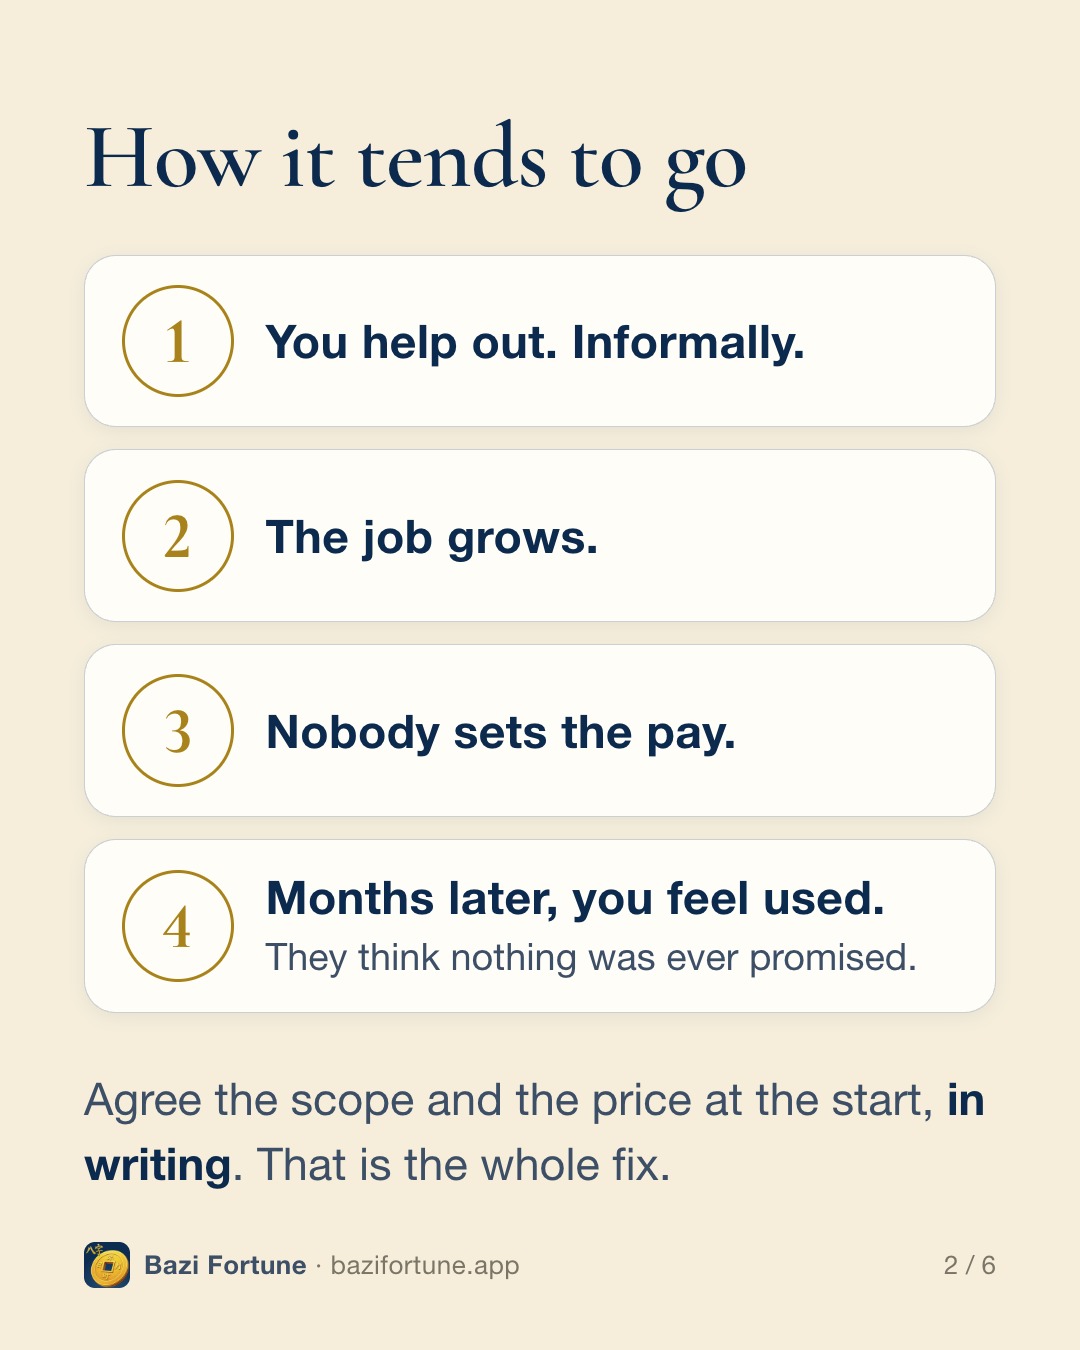 How it tends to go
1
You help out. Informally.
2
The job grows.
3
Nobody sets the pay.
4
Months later, you feel used.
They think nothing was ever promised.
Agree the scope and the price at the start, in
writing. That is the whole fix.
八字
Bazi Fortune · bazifortune.app
2 / 6